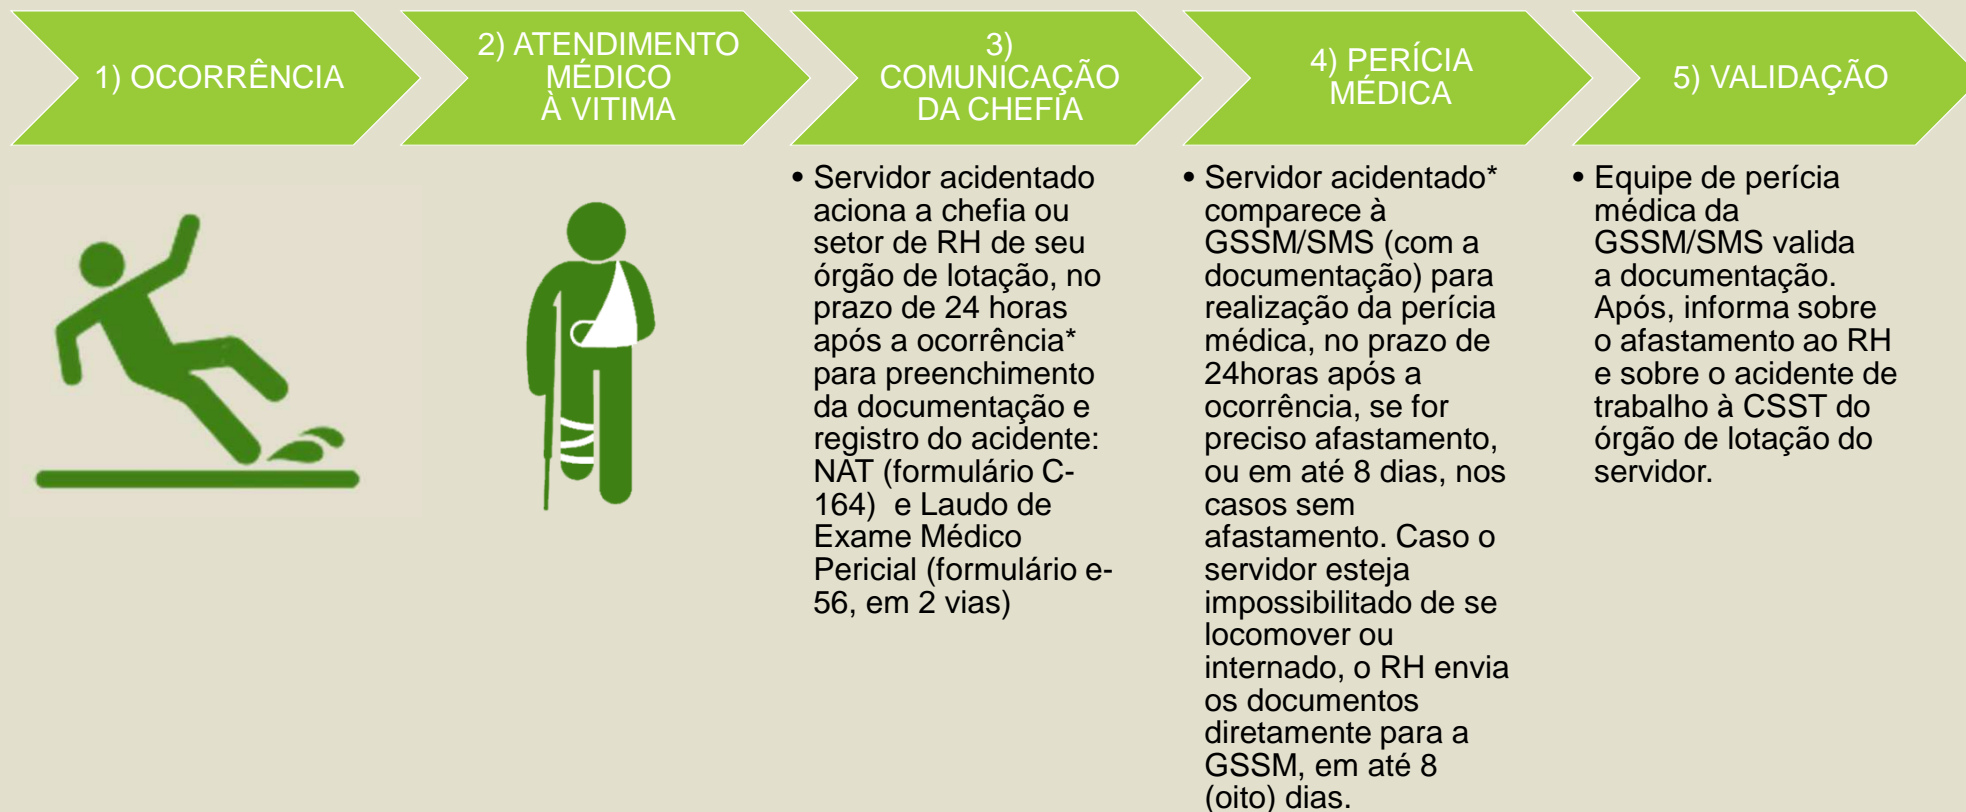 1) OCORRÊNCIA
2) ATENDIMENTO
MÉDICO
À VITIMA
3)
COMUNICAÇÃO
DA CHEFIA
4) PERÍCIA
MÉDICA
5) VALIDAÇÃO
• Servidor acidentado
aciona a chefia ou
setor de RH de seu
órgão de lotação, no
prazo de 24 horas
após a ocorrência*
para preenchimento
da documentação e
registro do acidente:
NAT (formulário C-
164)  e Laudo de
Exame Médico
Pericial (formulário e-
56, em 2 vias)
• Servidor acidentado*
comparece à
GSSM/SMS (com a
documentação) para
realização da perícia
médica, no prazo de
24horas após a
ocorrência, se for
preciso afastamento,
ou em até 8 dias, nos
casos sem
afastamento. Caso o
servidor esteja
impossibilitado de se
locomover ou
internado, o RH envia
os documentos
diretamente para a
GSSM, em até 8
(oito) dias.
• Equipe de perícia
médica da
GSSM/SMS valida
a documentação.
Após, informa sobre
o afastamento ao RH
e sobre o acidente de
trabalho à CSST do
órgão de lotação do
servidor.